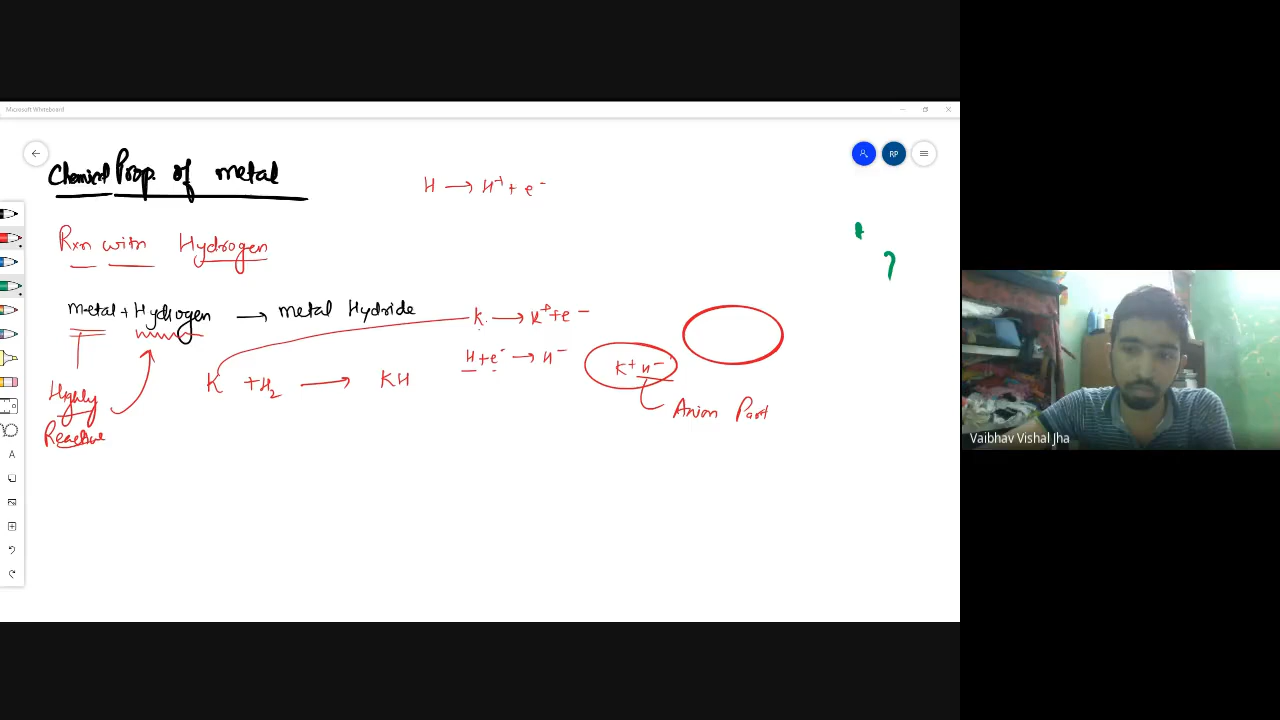 Microsoft Whiteboard
RP
Chemical Prop. of metal
H → H+ + e-
Rxn with Hydrogen
metal + Hydrogen → metal Hydride
K → K+ + e-
H + e- → H-
K+ H-
K + H2 → KH
Anion Part
Highly
Reactive
?
A
Vaibhav Vishal Jha